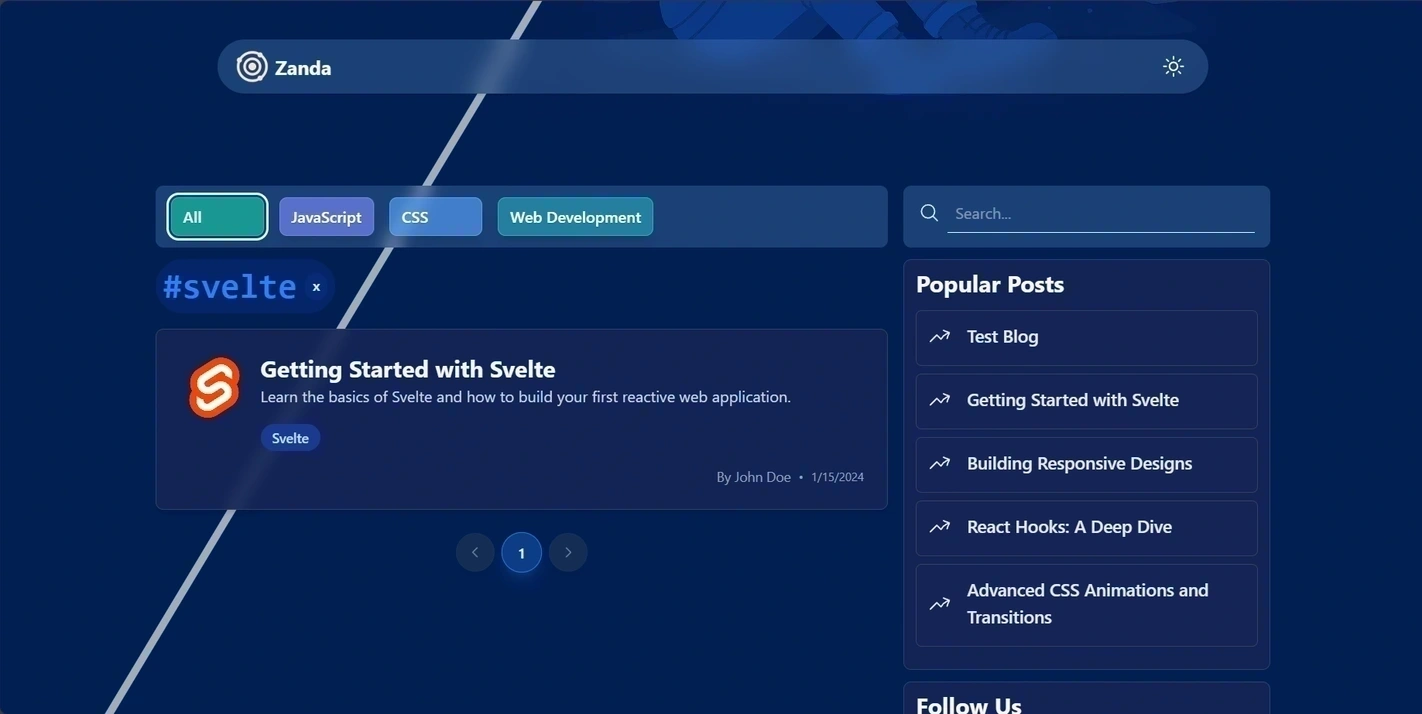 Zanda
All JavaScript CSS Web Development
Search...
#svelte x
Getting Started with Svelte
Learn the basics of Svelte and how to build your first reactive web application.
Svelte
By John Doe • 1/15/2024
1
Popular Posts
Test Blog
Getting Started with Svelte
Building Responsive Designs
React Hooks: A Deep Dive
Advanced CSS Animations and
Transitions
Follow Us